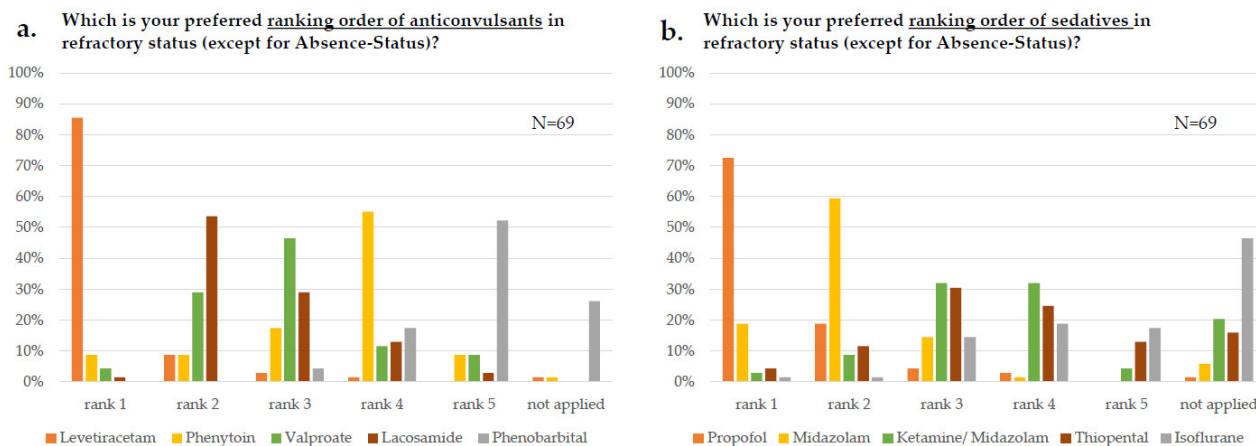 a. Which is your preferred ranking order of anticonvulsants in
refractory status (except for Absence-Status)?
100%
90%
80%
70%
60%
50%
40%
30%
20%
10%
0%
N=69
rank 1 rank 2 rank 3 rank 4 rank 5 not applied
Levetiracetam Phenytoin Valproate Lacosamide Phenobarbital
b. Which is your preferred ranking order of sedatives in
refractory status (except for Absence-Status)?
100%
90%
80%
70%
60%
50%
40%
30%
20%
10%
0%
N=69
rank 1 rank 2 rank 3 rank 4 rank 5 not applied
Propofol Midazolam Ketamine/ Midazolam Thiopental Isoflurane